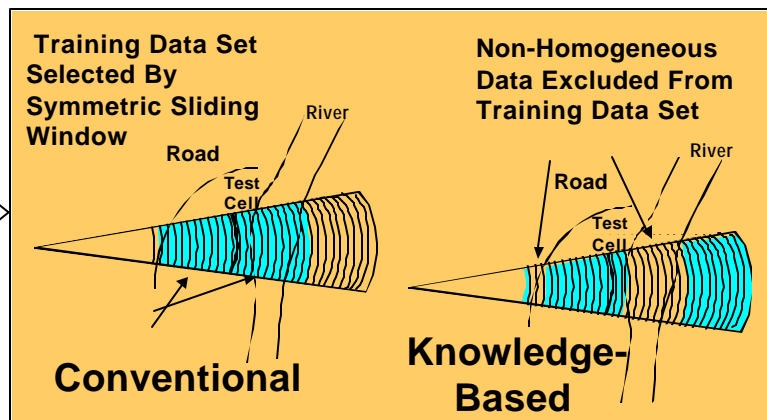 Training Data Set
Selected By
Symmetric Sliding
Window
River
Road
Test
Cell
Conventional
Non-Homogeneous
Data Excluded From
Training Data Set
River
Road
Test
Cell
Knowledge-
Based